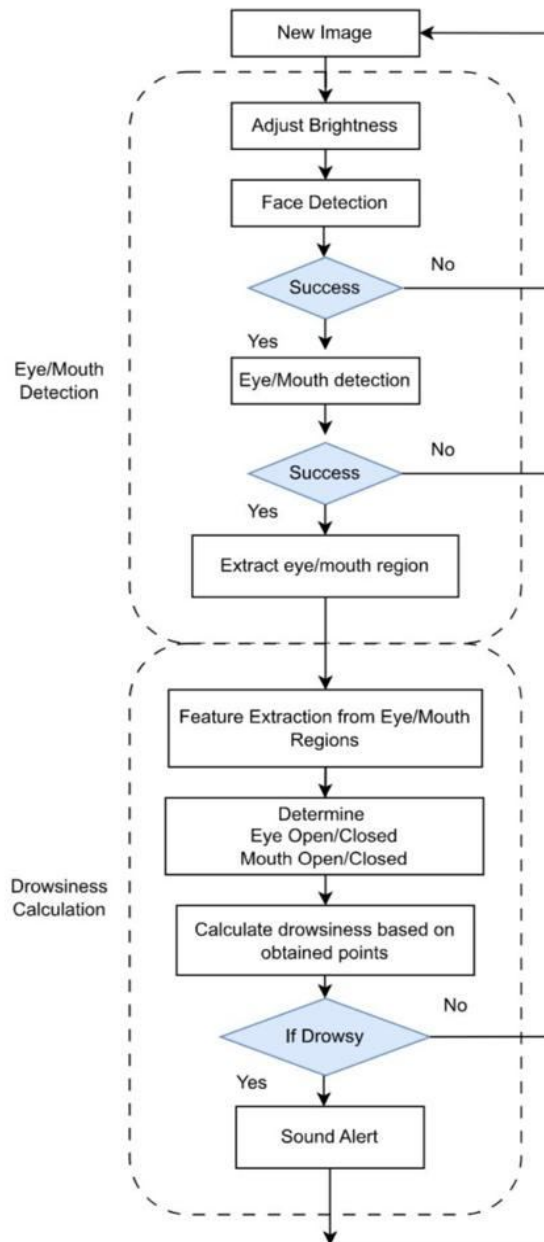 New Image
Adjust Brightness
Face Detection
Success
No
Yes
Eye/Mouth detection
Eye/Mouth
Detection
Success
No
Yes
Extract eye/mouth region
Feature Extraction from Eye/Mouth
Regions
Determine
Eye Open/Closed
Mouth Open/Closed
Drowsiness
Calculation
Calculate drowsiness based on
obtained points
If Drowsy
No
Yes
Sound Alert